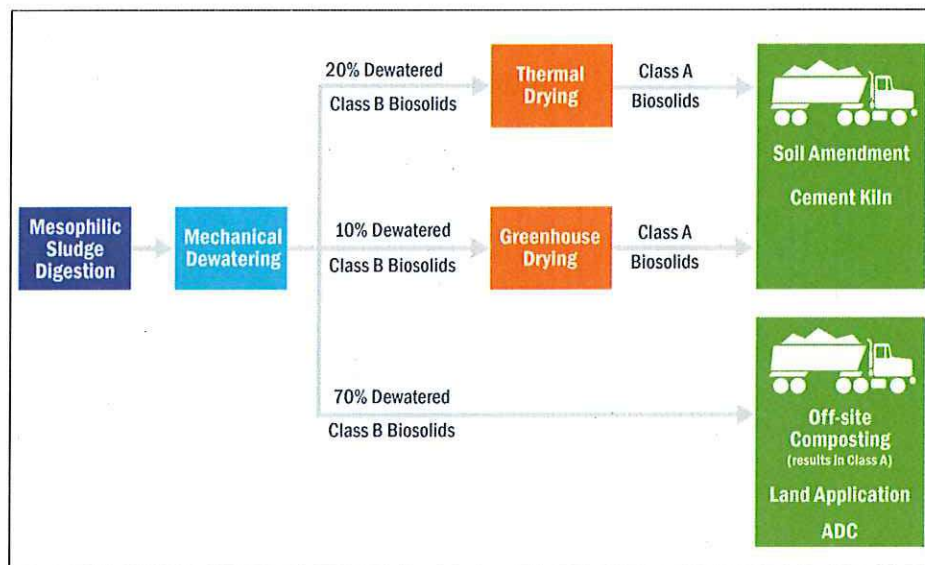 Mesophilic
Sludge
Digestion
Mechanical
Dewatering
20% Dewatered
Class B Biosolids
Thermal
Drying
Class A
Biosolids
10% Dewatered
Class B Biosolids
Greenhouse
Drying
Class A
Biosolids
Soil Amendment
Cement Kiln
70% Dewatered
Class B Biosolids
Off-site
Composting
(results in Class A)
Land Application
ADC